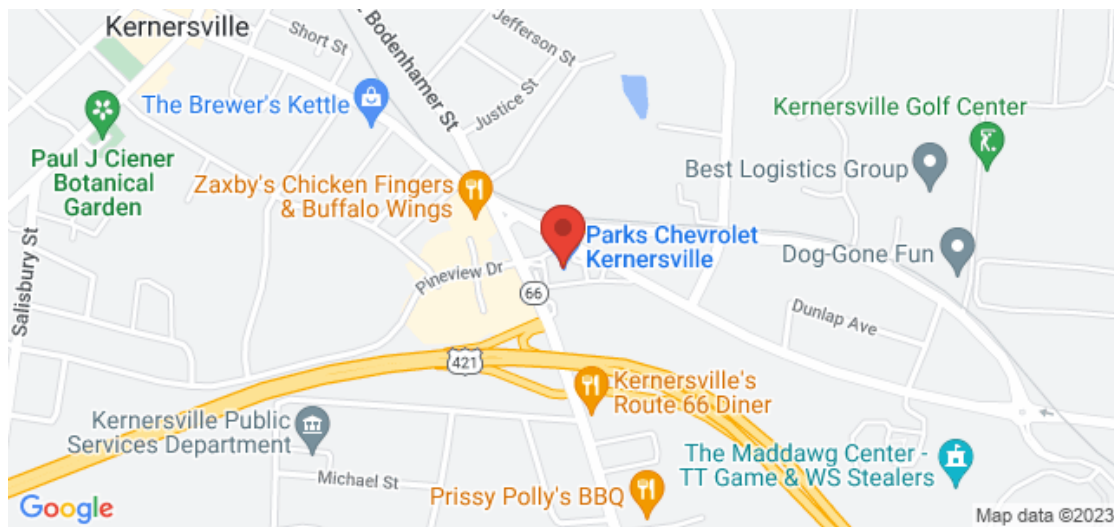 Kernersville
Short St
Bodenhamer St
Jefferson St
Justice St
The Brewer's Kettle
Kernersville Golf Center
Paul J Ciener
Botanical
Garden
Best Logistics Group
Zaxby's Chicken Fingers
& Buffalo Wings
Parks Chevrolet
Kernersville
Dog-Gone Fun
Salisbury St
Pineview Dr
66
Dunlap Ave
421
Kernersville's
Route 66 Diner
Kernersville Public
Services Department
The Maddawg Center -
TT Game & WS Stealers
Michael St
Prissy Polly's BBQ
Google
Map data ©2023